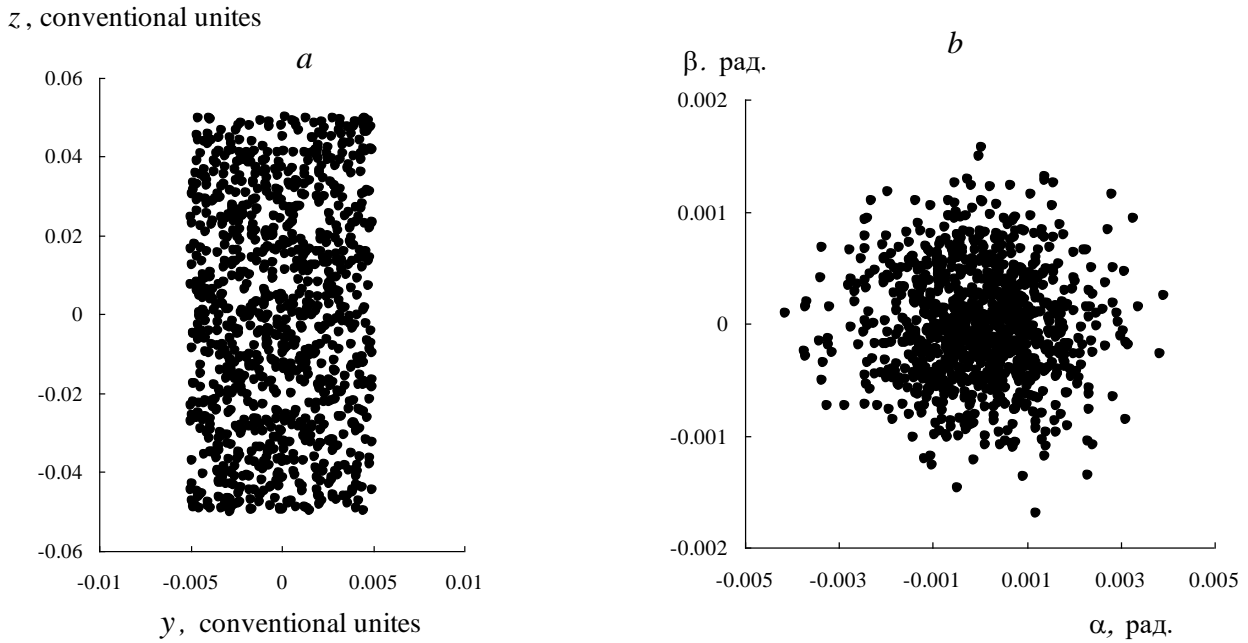 z, conventional unites
a
0.06
0.04
0.02
0
-0.02
-0.04
-0.06
-0.01 -0.005 0 0.005 0.01
y, conventional unites
b
β. рад.
0.002
0.001
0
-0.001
-0.002
-0.005 -0.003 -0.001 0.001 0.003 0.005
α, рад.